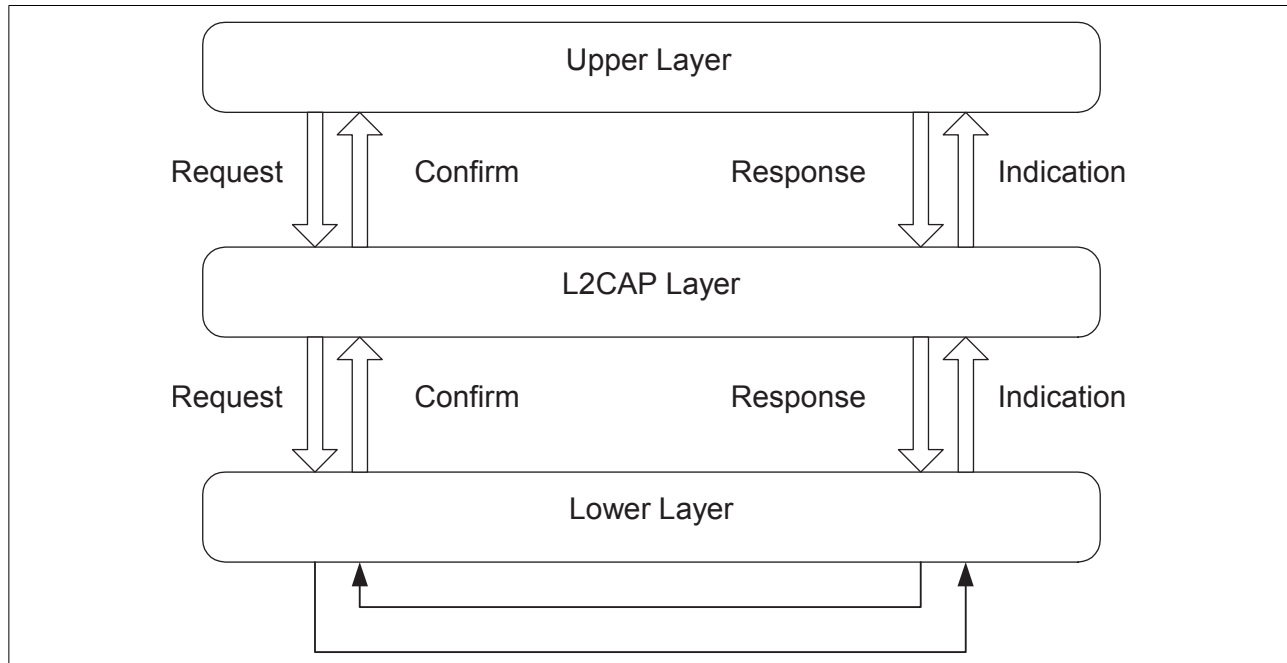 Upper Layer
Request Confirm Response Indication
L2CAP Layer
Request Confirm Response Indication
Lower Layer